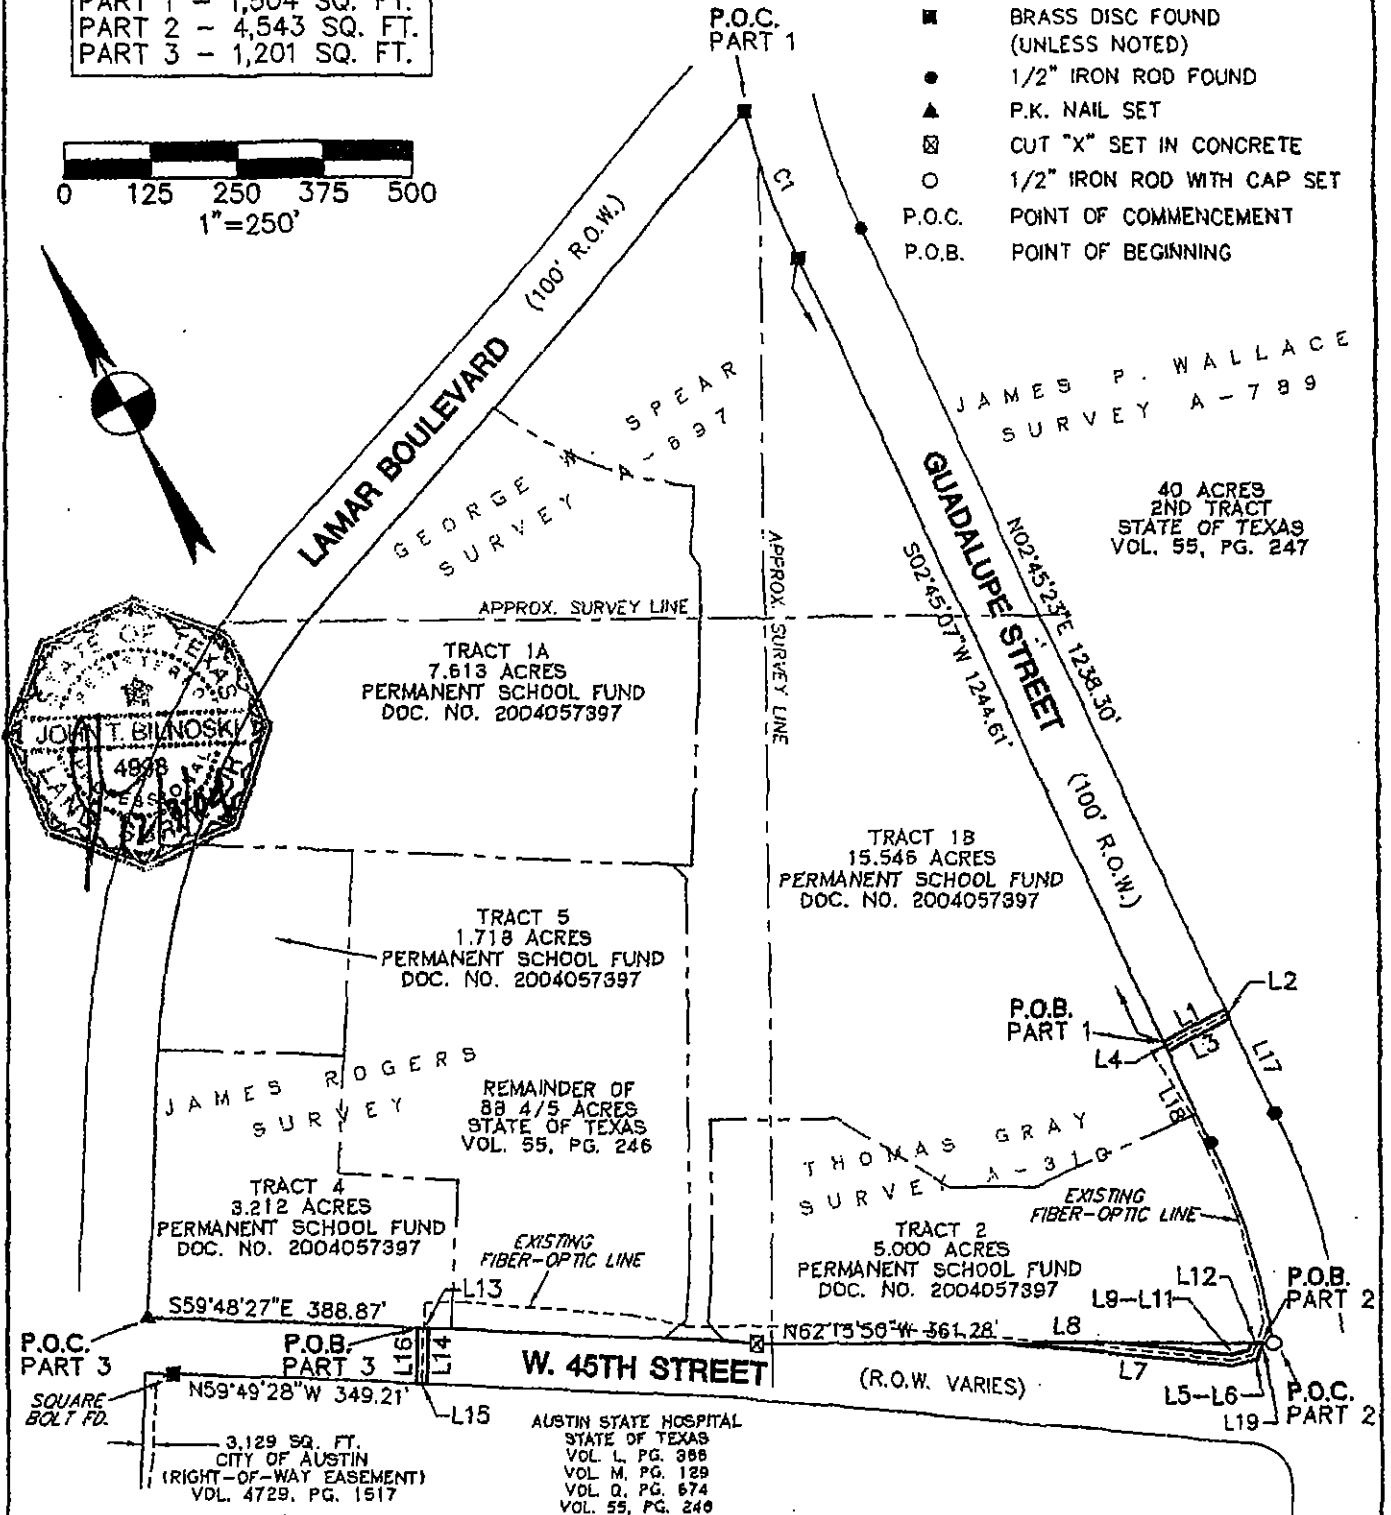 PART 1 - 1,504 SQ. FT.
PART 2 - 4,543 SQ. FT.
PART 3 - 1,201 SQ. FT.
0 125 250 375 500
1"=250'
P.O.C.
PART 1
BRASS DISC FOUND
(UNLESS NOTED)
1/2" IRON ROD FOUND
P.K. NAIL SET
CUT "X" SET IN CONCRETE
1/2" IRON ROD WITH CAP SET
P.O.C. POINT OF COMMENCEMENT
P.O.B. POINT OF BEGINNING
C1
LAMAR BOULEVARD (100' R.O.W.)
GEORGE W. SPEAR
SURVEY A-697
JAMES P. WALLACE
SURVEY A-789
40 ACRES
2ND TRACT
STATE OF TEXAS
VOL. 55, PG. 247
GUADALUPE STREET
(100' R.O.W.)
N02°45'23"E 1238.30'
S02°45'07"W 1244.61'
APPROX. SURVEY LINE
APPROX. SURVEY LINE
STATE OF TEXAS
REGISTERED
JOHN T. BILNOSKI
4998
PROFESSIONAL
LAND SURVEYOR
TRACT 1A
7.613 ACRES
PERMANENT SCHOOL FUND
DOC. NO. 2004057397
TRACT 1B
15.546 ACRES
PERMANENT SCHOOL FUND
DOC. NO. 2004057397
TRACT 5
1.718 ACRES
PERMANENT SCHOOL FUND
DOC. NO. 2004057397
P.O.B.
PART 1
L1
L2
L3
L4
L17
L18
JAMES ROGERS
SURVEY
REMAINDER OF
88 4/5 ACRES
STATE OF TEXAS
VOL. 55, PG. 246
THOMAS GRAY
SURVEY A-310
TRACT 4
3.212 ACRES
PERMANENT SCHOOL FUND
DOC. NO. 2004057397
EXISTING
FIBER-OPTIC LINE
EXISTING
FIBER-OPTIC LINE
TRACT 2
5.000 ACRES
PERMANENT SCHOOL FUND
DOC. NO. 2004057397
L12
L9-L11
P.O.B.
PART 2
L13
S59°48'27"E 388.87'
P.O.C.
PART 3
P.O.B.
PART 3
L16
L14
N62°15'50"W 361.28'
L8
L7
W. 45TH STREET
(R.O.W. VARIES)
L5-L6
P.O.C.
PART 2
L19
SQUARE
BOLT FD.
N59°49'28"W 349.21'
L15
3,129 SQ. FT.
CITY OF AUSTIN
(RIGHT-OF-WAY EASEMENT)
VOL. 4729, PG. 1517
AUSTIN STATE HOSPITAL
STATE OF TEXAS
VOL. L, PG. 366
VOL. M, PG. 129
VOL. Q, PG. 674
VOL. 55, PG. 246